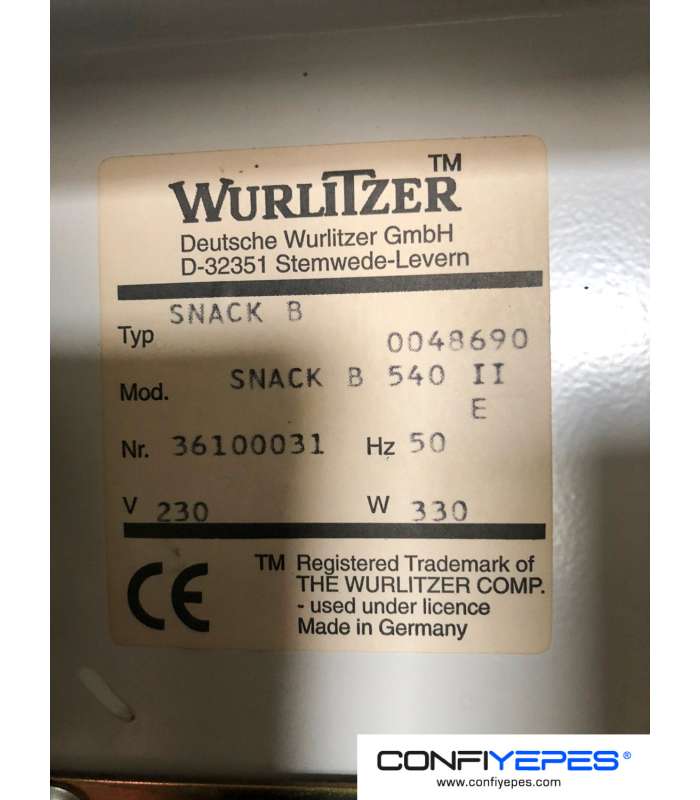 WURLITZER™
Deutsche Wurlitzer GmbH
D-32351 Stemwede-Levern
Typ SNACK B 0048690
Mod. SNACK B 540 II
E
Nr. 36100031 Hz 50
V 230 W 330
CE
TM Registered Trademark of
THE WURLITZER COMP.
- used under licence
Made in Germany
CONFIYEPES®
www.confiyepes.com